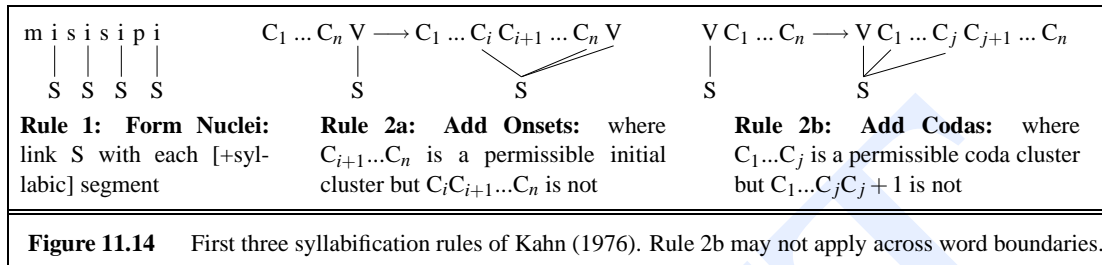 m i s i s i p i C₁ ... Cₙ V → C₁ ... Cᵢ Cᵢ₊₁ ... Cₙ V V C₁ ... Cₙ → V C₁ ... Cⱼ Cⱼ₊₁ ... Cₙ
S S S S S S S S
Rule 1: Form Nuclei:
link S with each [+syl-
labic] segment
Rule 2a: Add Onsets: where
Cᵢ₊₁...Cₙ is a permissible initial
cluster but CᵢCᵢ₊₁...Cₙ is not
Rule 2b: Add Codas: where
C₁...Cⱼ is a permissible coda cluster
but C₁...CⱼCⱼ + 1 is not
Figure 11.14 First three syllabification rules of Kahn (1976). Rule 2b may not apply across word boundaries.